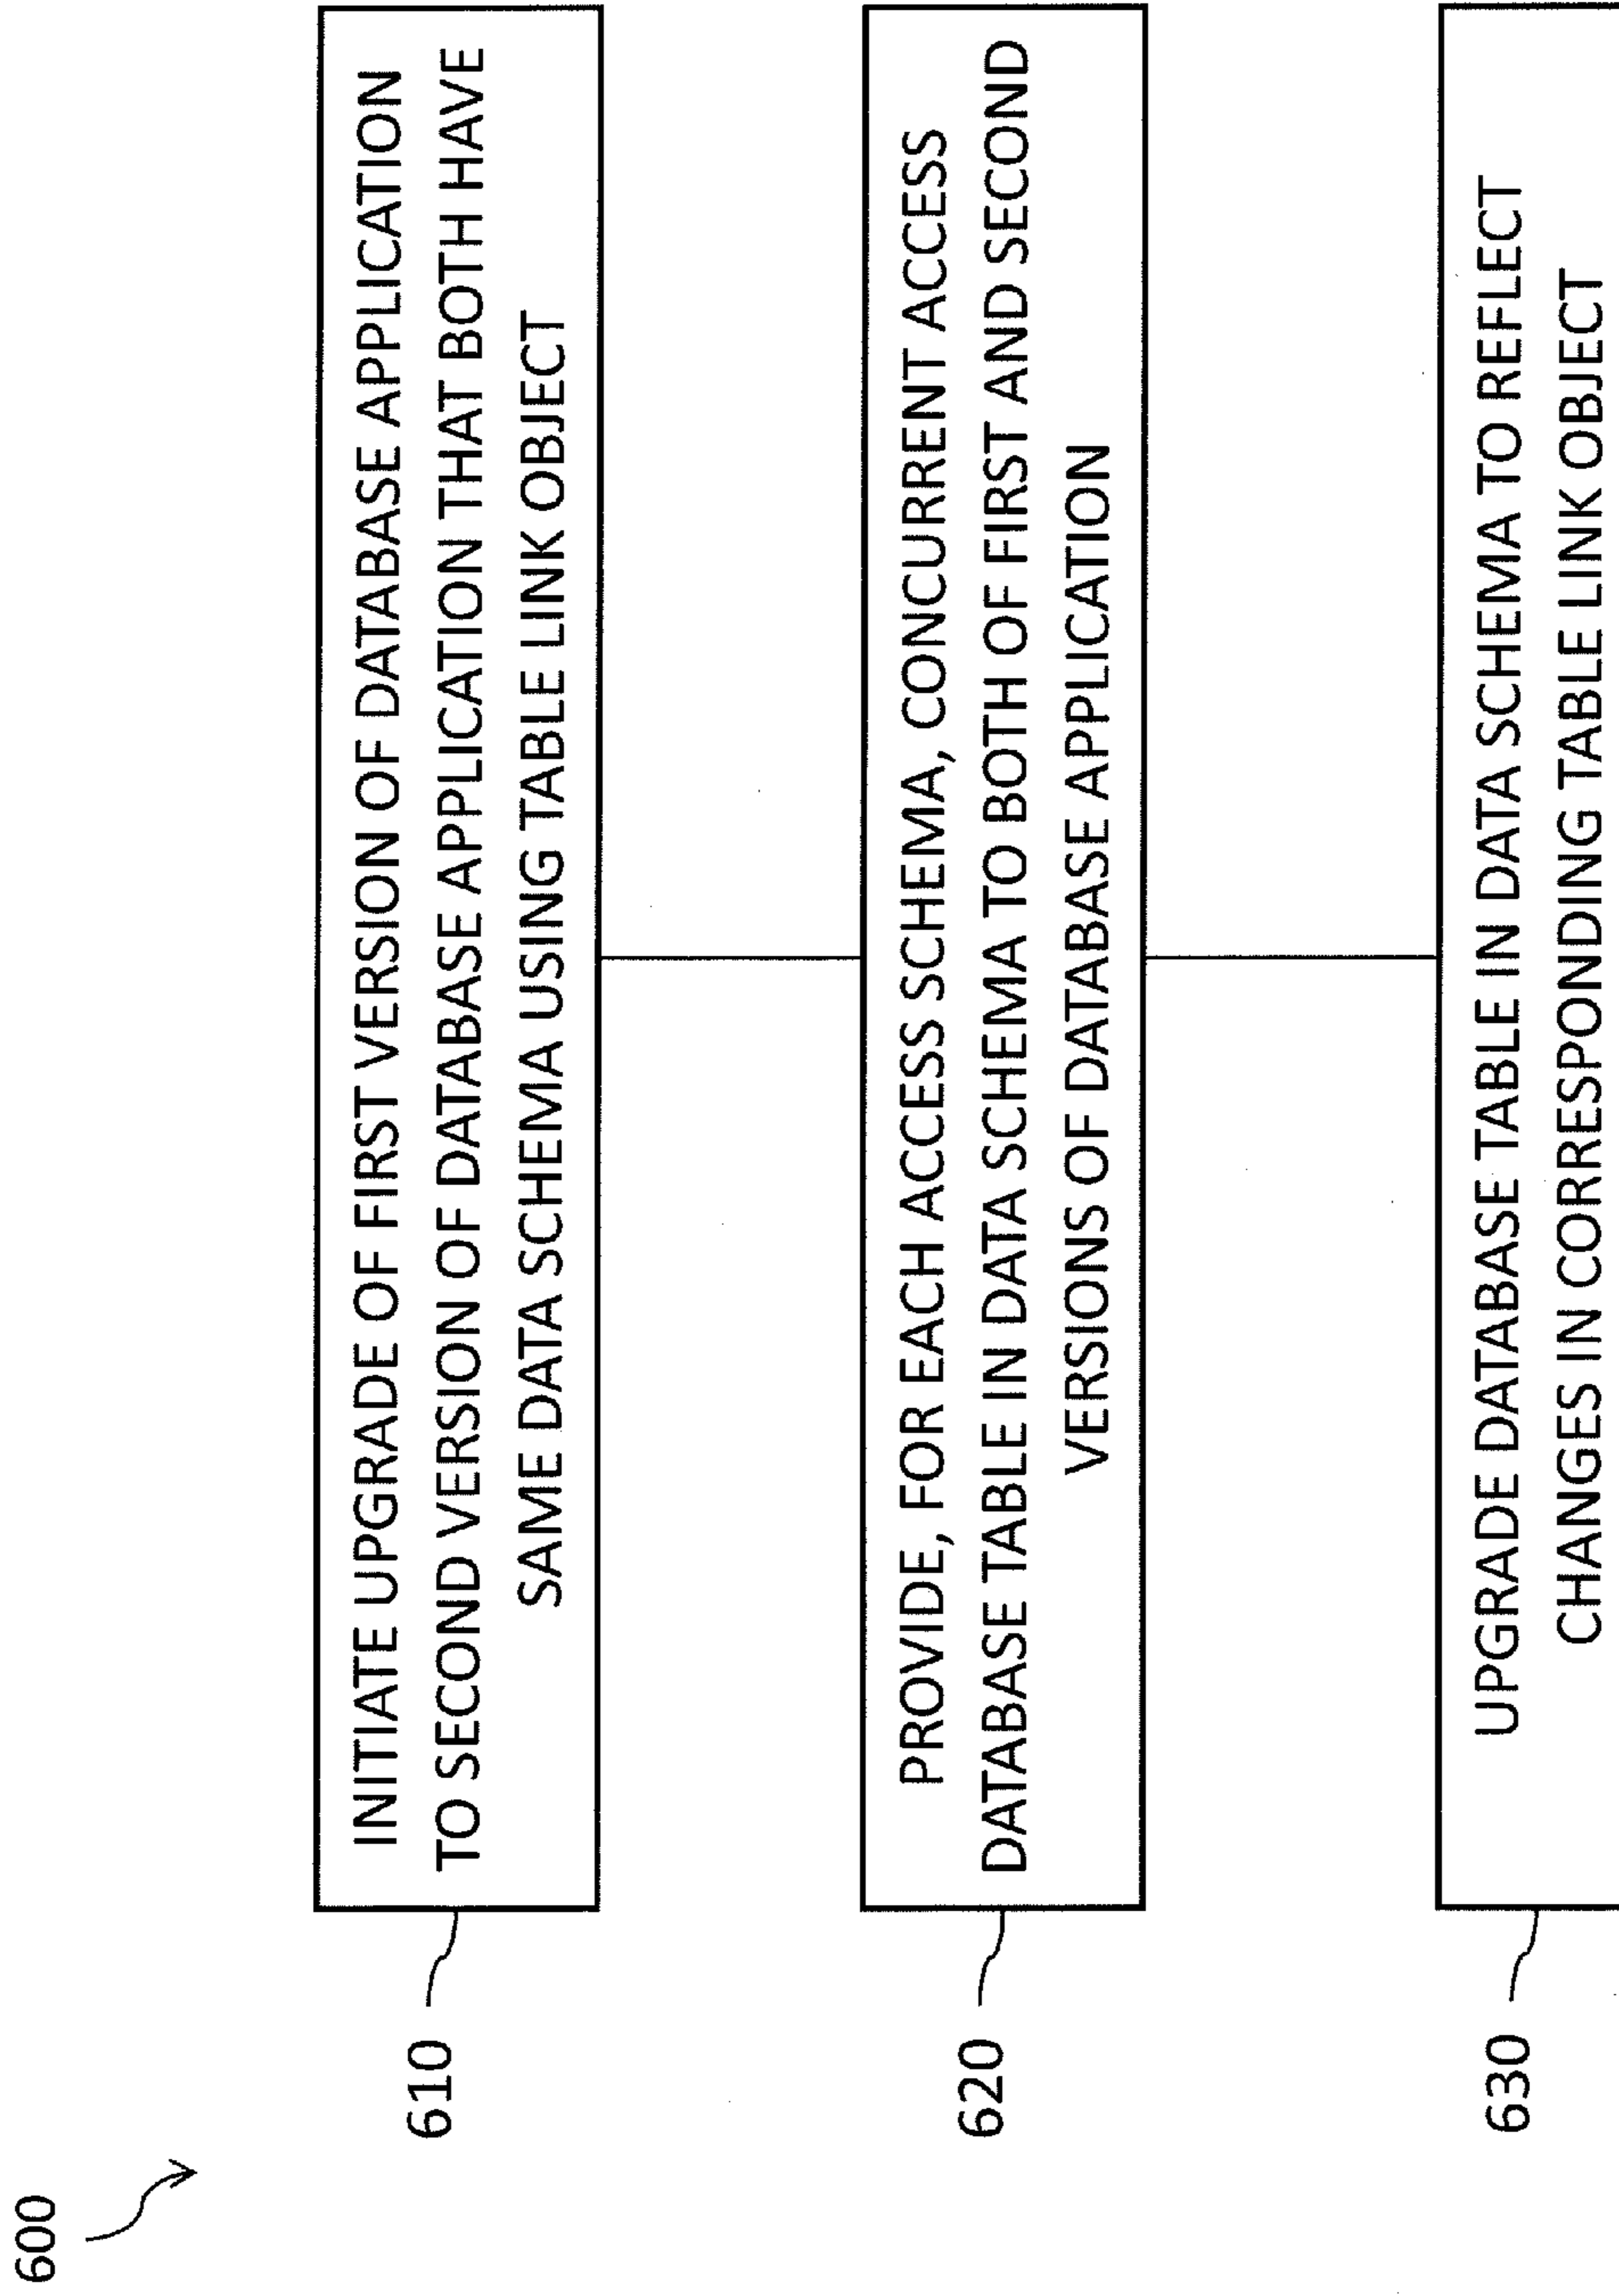 600
610
INITIATE UPGRADE OF FIRST VERSION OF DATABASE APPLICATION
TO SECOND VERSION OF DATABASE APPLICATION THAT BOTH HAVE
SAME DATA SCHEMA USING TABLE LINK OBJECT
620
PROVIDE, FOR EACH ACCESS SCHEMA, CONCURRENT ACCESS
DATABASE TABLE IN DATA SCHEMA TO BOTH OF FIRST AND SECOND
VERSIONS OF DATABASE APPLICATION
630
UPGRADE DATABASE TABLE IN DATA SCHEMA TO REFLECT
CHANGES IN CORRESPONDING TABLE LINK OBJECT